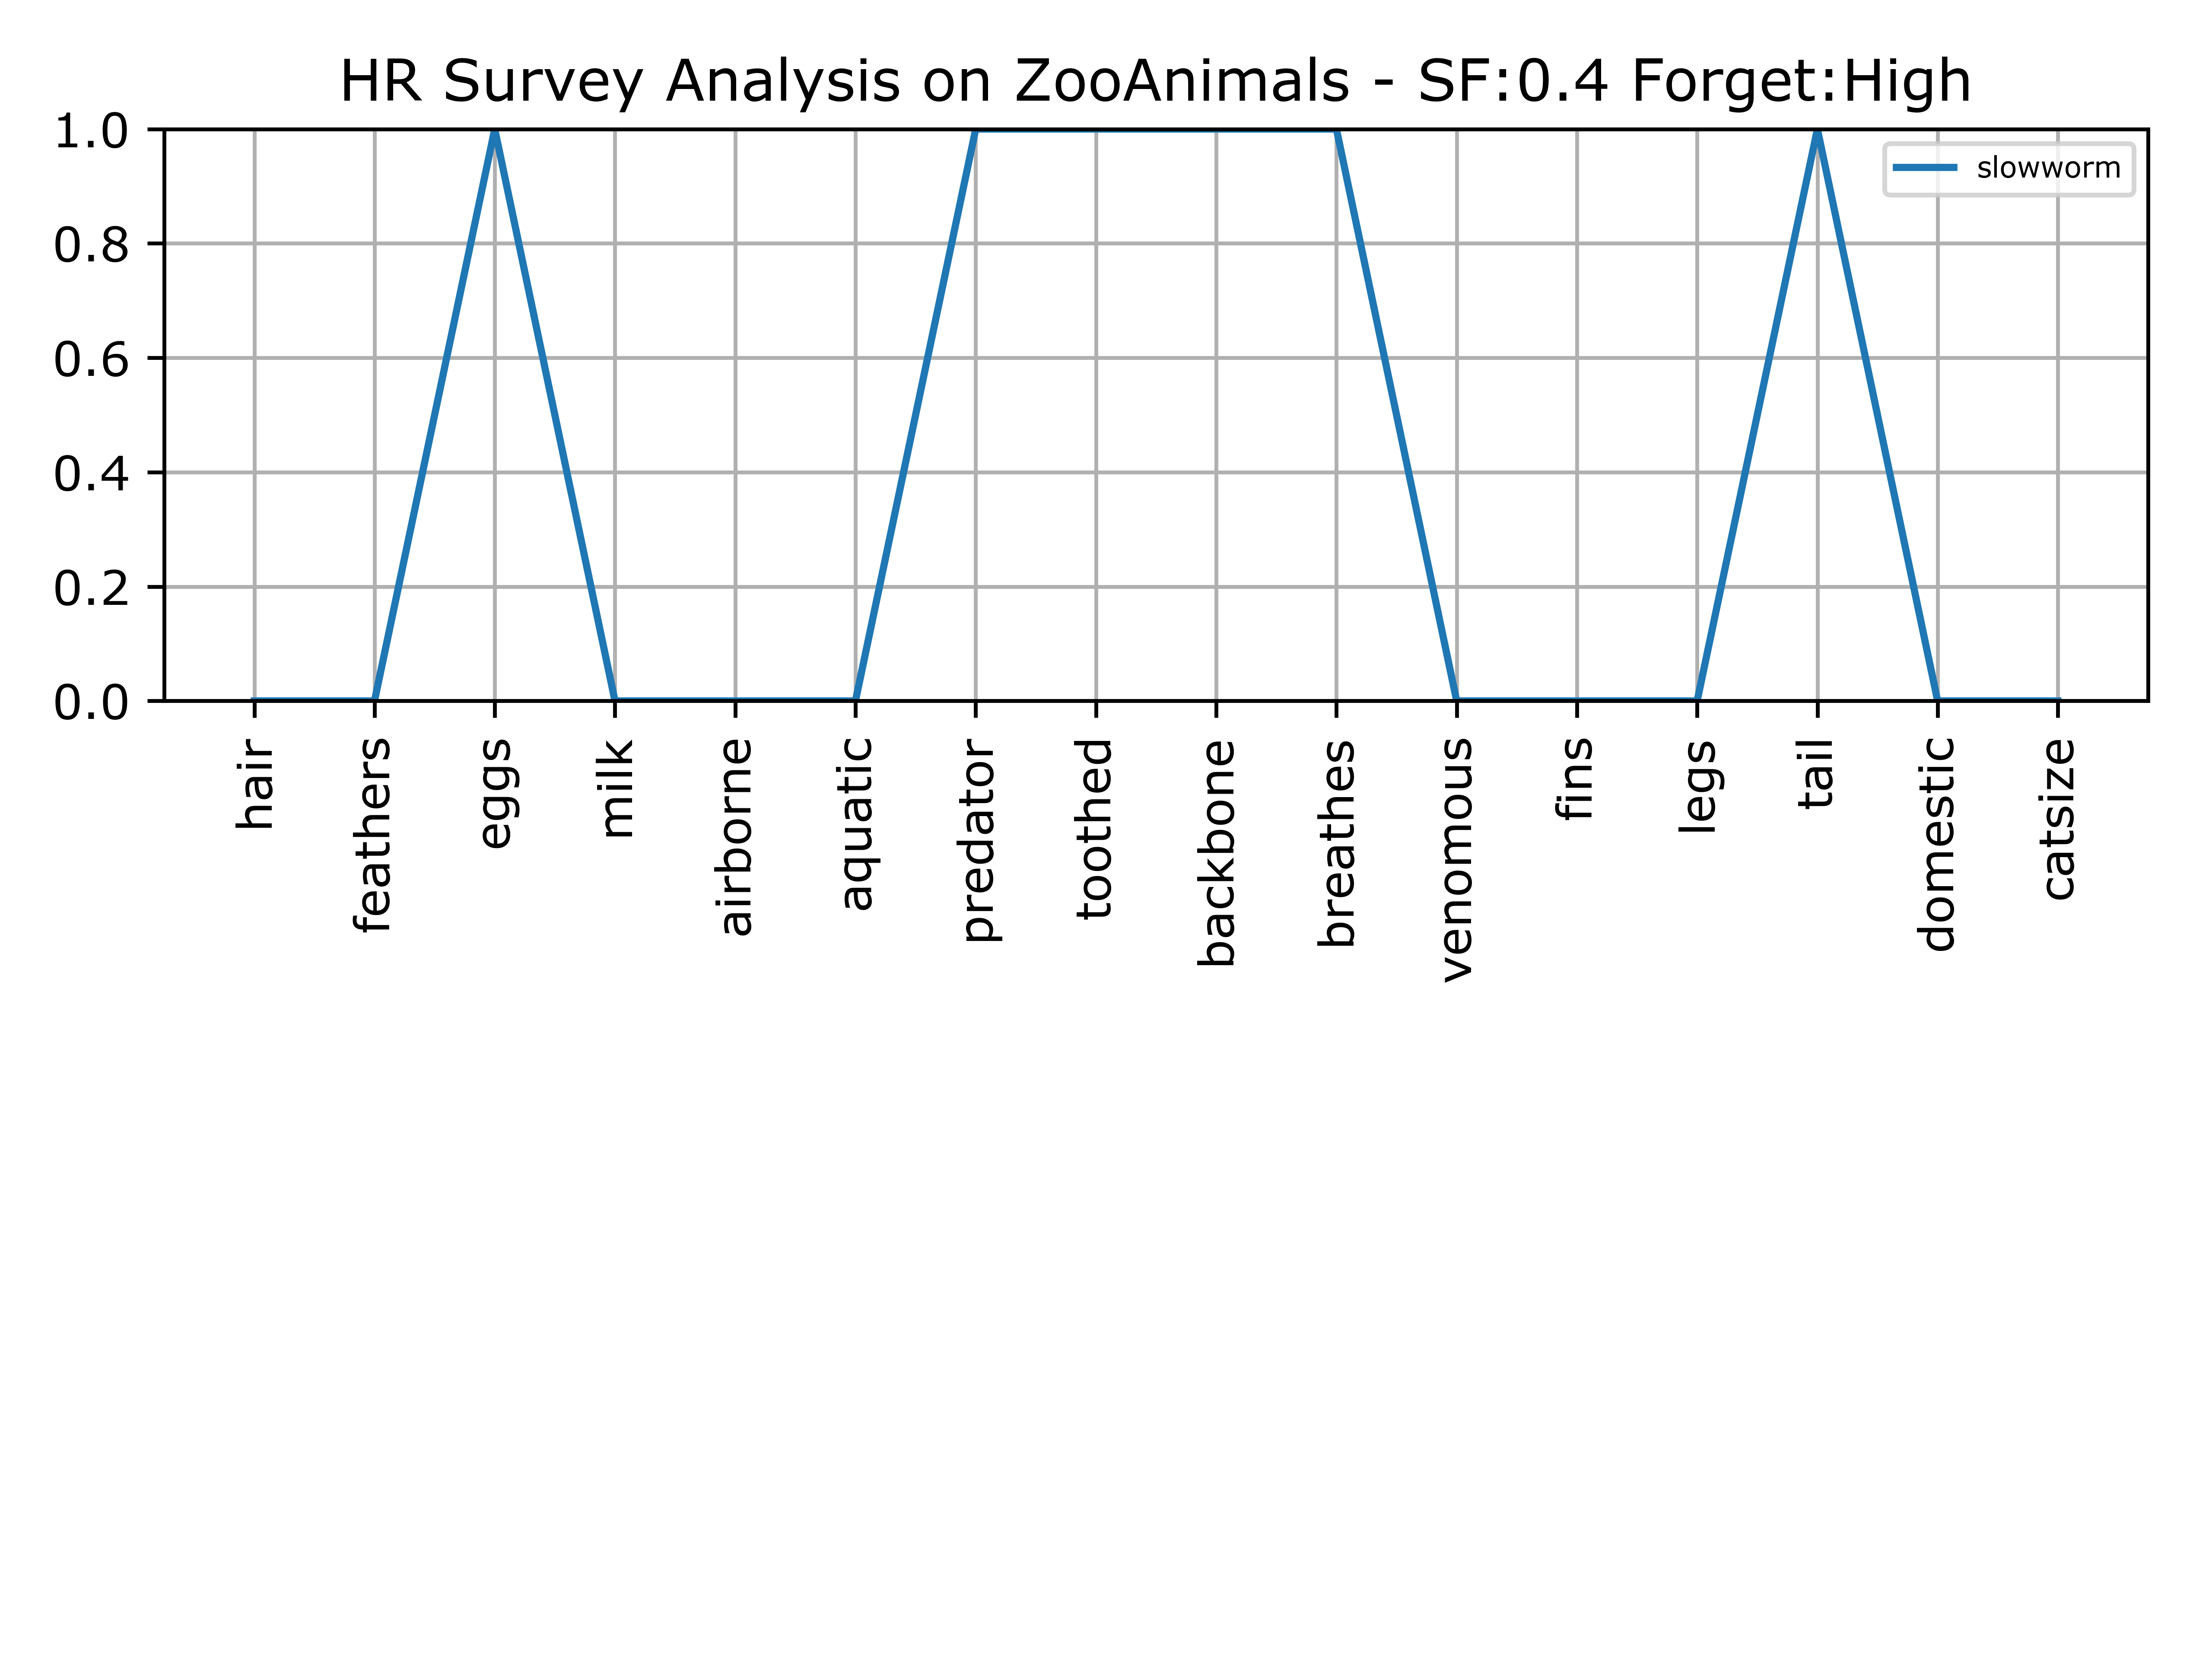 HR Survey Analysis on ZooAnimals - SF:0.4 Forget:High
1.0
0.8
0.6
0.4
0.2
0.0
slowworm
hair
feathers
eggs
milk
airborne
aquatic
predator
toothed
backbone
breathes
venomous
fins
legs
tail
domestic
catsize